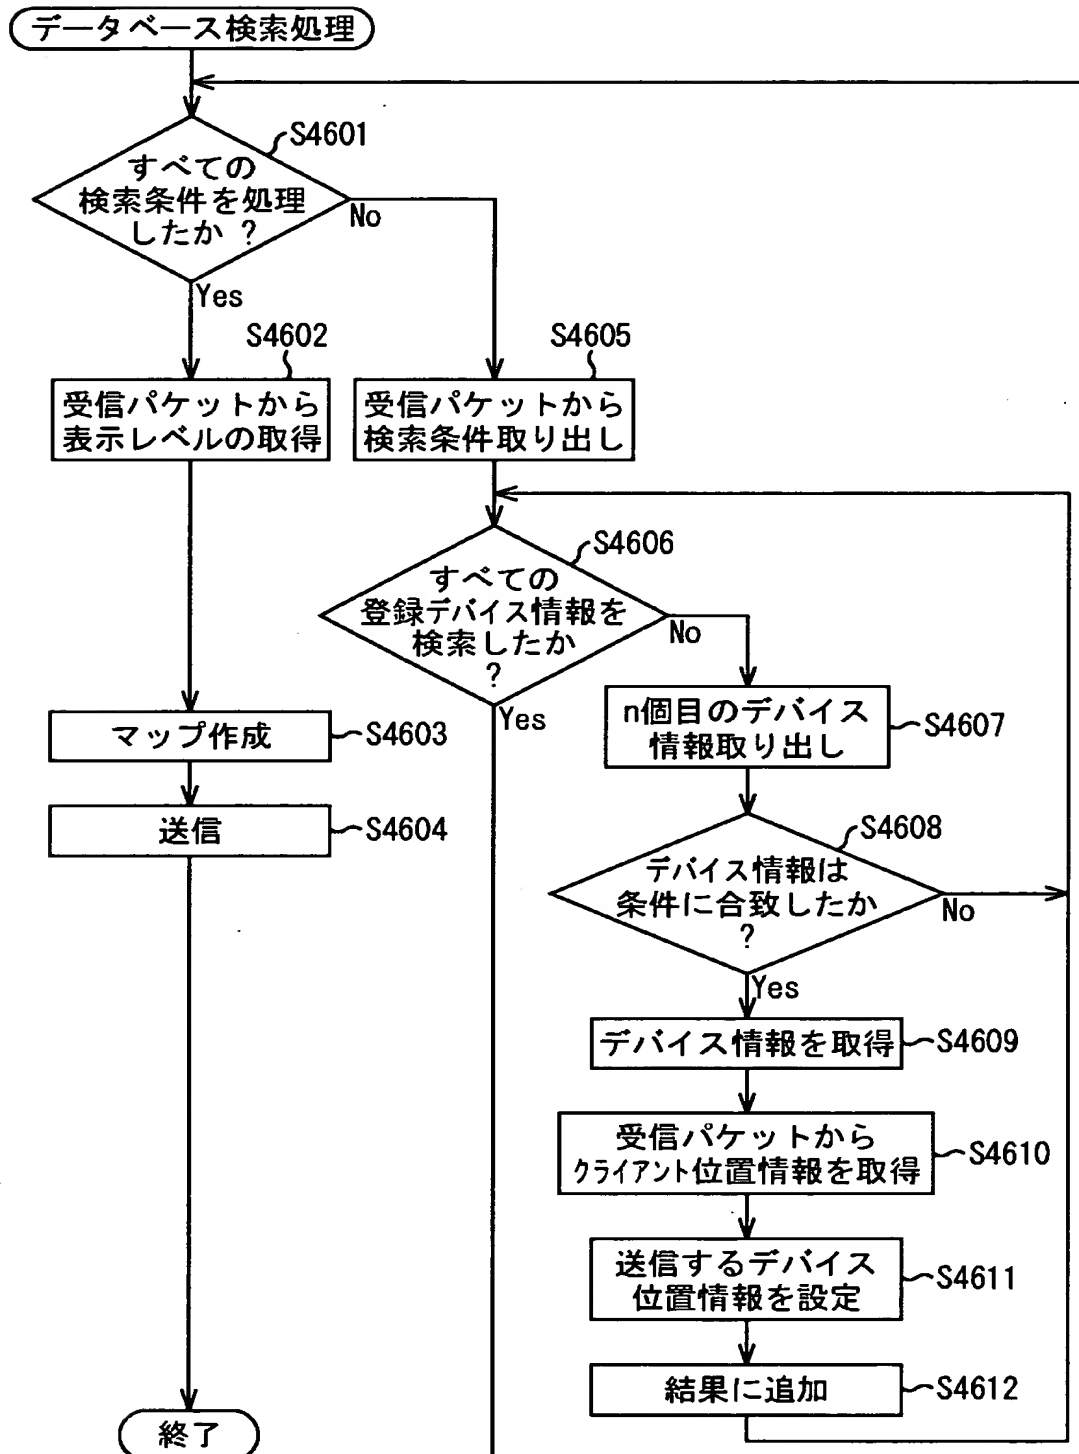 データベース検索処理
S4601
すべての
検索条件を処理
したか ?
No
Yes
S4602
受信パケットから
表示レベルの取得
S4605
受信パケットから
検索条件取り出し
S4606
すべての
登録デバイス情報を
検索したか
?
No
Yes
n個目のデバイス
情報取り出し
S4607
マップ作成
S4603
送信
S4604
S4608
デバイス情報は
条件に合致したか
?
No
Yes
デバイス情報を取得
S4609
受信パケットから
クライアント位置情報を取得
S4610
送信するデバイス
位置情報を設定
S4611
結果に追加
S4612
終了